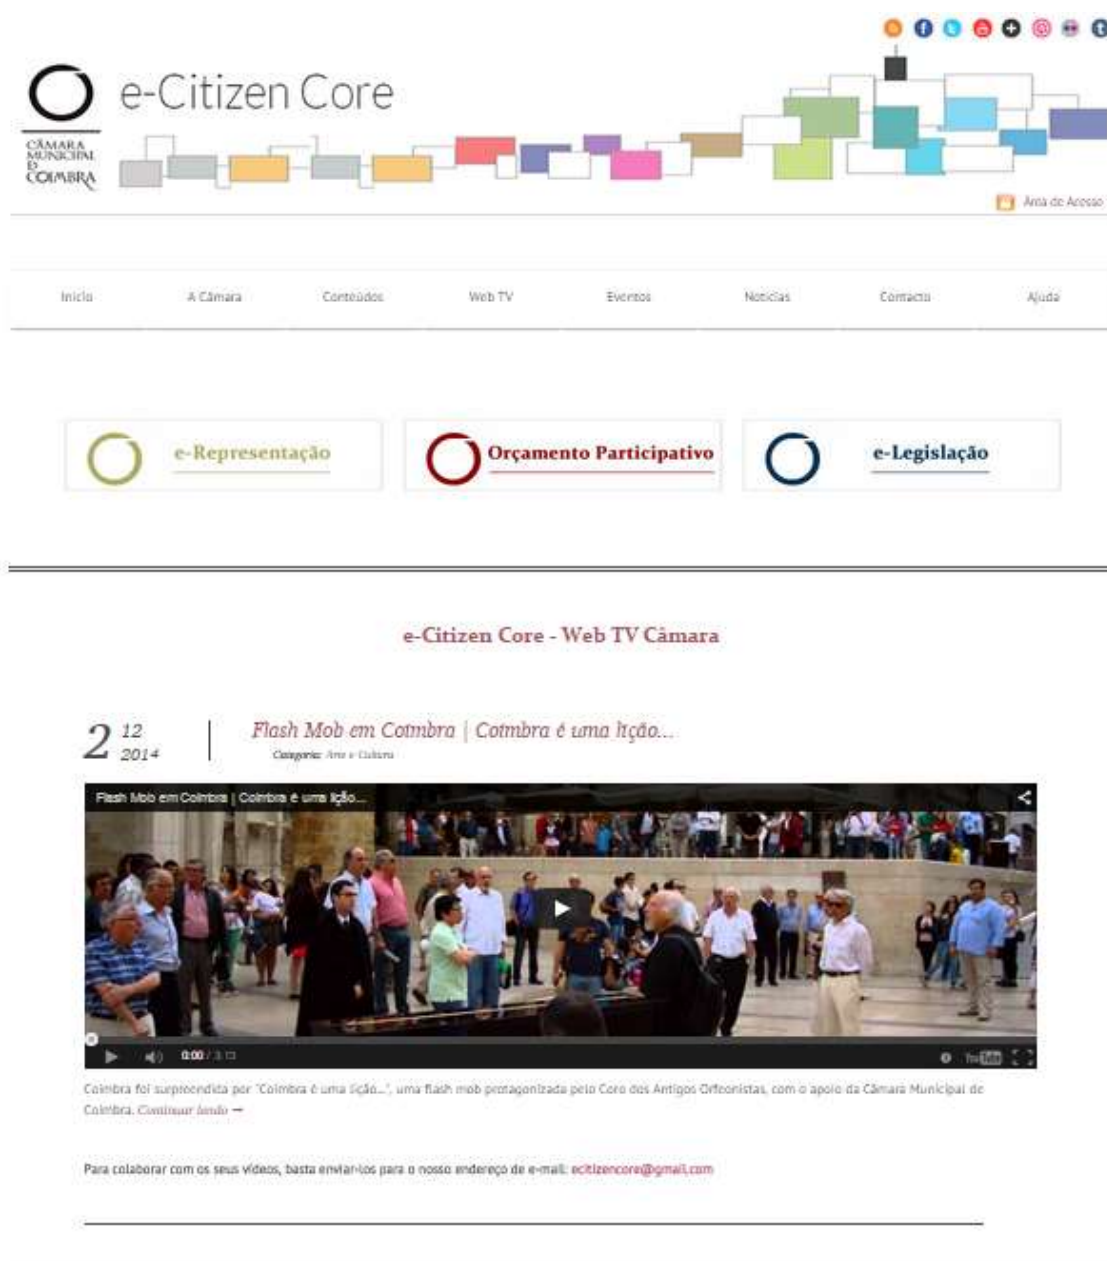 e-Citizen Core
CÂMARA
MUNICIPAL
D
COIMBRA
Área de Acesso
Início A Câmara Conteúdos Web TV Eventos Notícias Contacto Ajuda
e-Representação Orçamento Participativo e-Legislação
e-Citizen Core - Web TV Câmara
2 12 2014
Flash Mob em Coimbra | Coimbra é uma lição...
Categoria: Arte e Cultura
Flash Mob em Coimbra | Coimbra é uma lição...
0:00 / 3:13
YouTube
Coimbra foi surpreendida por "Coimbra é uma lição...", uma flash mob protagonizada pelo Coro dos Antigos Orfeonistas, com o apoio da Câmara Municipal de
Coimbra. Continuar lendo →
Para colaborar com os seus vídeos, basta enviar-los para o nosso endereço de e-mail: ecitizencore@gmail.com